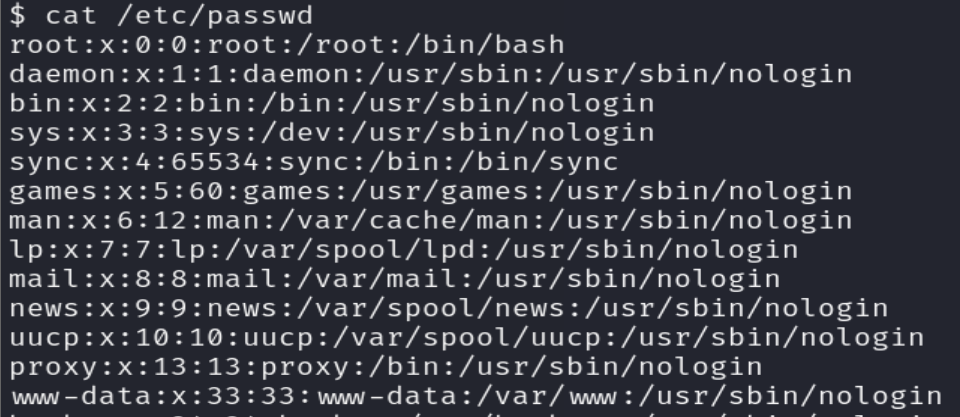 $ cat /etc/passwd
root:x:0:0:root:/root:/bin/bash
daemon:x:1:1:daemon:/usr/sbin:/usr/sbin/nologin
bin:x:2:2:bin:/bin:/usr/sbin/nologin
sys:x:3:3:sys:/dev:/usr/sbin/nologin
sync:x:4:65534:sync:/bin:/bin/sync
games:x:5:60:games:/usr/games:/usr/sbin/nologin
man:x:6:12:man:/var/cache/man:/usr/sbin/nologin
lp:x:7:7:lp:/var/spool/lpd:/usr/sbin/nologin
mail:x:8:8:mail:/var/mail:/usr/sbin/nologin
news:x:9:9:news:/var/spool/news:/usr/sbin/nologin
uucp:x:10:10:uucp:/var/spool/uucp:/usr/sbin/nologin
proxy:x:13:13:proxy:/bin:/usr/sbin/nologin
www-data:x:33:33:www-data:/var/www:/usr/sbin/nologin